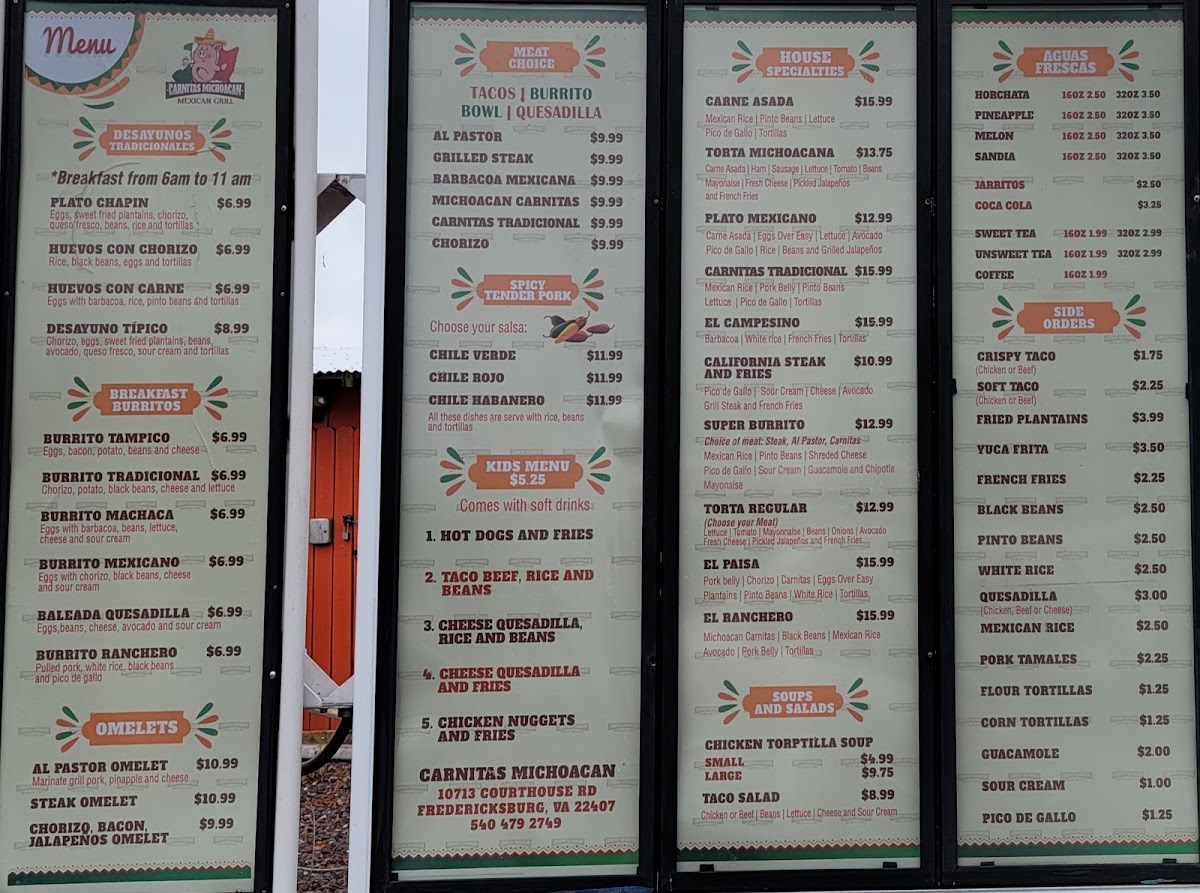 Menu
CARNITAS MICHOACAN
MEXICAN GRILL
DESAYUNOS
TRADICIONALES
*Breakfast from 6am to 11 am
PLATO CHAPIN $6.99
Eggs, sweet fried plantains, chorizo,
queso fresco, beans, rice and tortillas
HUEVOS CON CHORIZO $6.99
Rice, black beans, eggs and tortillas
HUEVOS CON CARNE $6.99
Eggs with barbacoa, rice, pinto beans and tortillas
DESAYUNO TÍPICO $8.99
Chorizo, eggs, sweet fried plantains, beans,
avocado, queso fresco, sour cream and tortillas
BREAKFAST
BURRITOS
BURRITO TAMPICO $6.99
Eggs, bacon, potato, beans and cheese
BURRITO TRADICIONAL $6.99
Chorizo, potato, black beans, cheese and lettuce
BURRITO MACHACA $6.99
Eggs with barbacoa, beans, lettuce,
cheese and sour cream
BURRITO MEXICANO $6.99
Eggs with chorizo, black beans, cheese
and sour cream
BALEADA QUESADILLA $6.99
Eggs,beans, cheese, avocado and sour cream
BURRITO RANCHERO $6.99
Pulled pork, white rice, black beans
and pico de gallo
OMELETS
AL PASTOR OMELET $10.99
Marinate grill pork, pinapple and cheese
STEAK OMELET $10.99
CHORIZO, BACON, $9.99
JALAPEÑOS OMELET
MEAT
CHOICE
TACOS | BURRITO
BOWL | QUESADILLA
AL PASTOR $9.99
GRILLED STEAK $9.99
BARBACOA MEXICANA $9.99
MICHOACAN CARNITAS $9.99
CARNITAS TRADICIONAL $9.99
CHORIZO $9.99
SPICY
TENDER PORK
Choose your salsa:
CHILE VERDE $11.99
CHILE ROJO $11.99
CHILE HABANERO $11.99
All these dishes are serve with rice, beans
and tortillas
KIDS MENU
$5.25
Comes with soft drinks
1. HOT DOGS AND FRIES
2. TACO BEEF, RICE AND
BEANS
3. CHEESE QUESADILLA,
RICE AND BEANS
4. CHEESE QUESADILLA
AND FRIES
5. CHICKEN NUGGETS
AND FRIES
CARNITAS MICHOACAN
10713 COURTHOUSE RD
FREDERICKSBURG, VA 22407
540 479 2749
HOUSE
SPECIALTIES
CARNE ASADA $15.99
Mexican Rice | Pinto Beans | Lettuce
Pico de Gallo | Tortillas
TORTA MICHOACANA $13.75
Carne Asada | Ham | Sausage | Lettuce | Tomato | Beans
Mayonaise | Fresh Cheese | Pickled Jalapeños
and French Fries
PLATO MEXICANO $12.99
Carne Asada | Eggs Over Easy | Lettuce | Avocado
Pico de Gallo | Rice | Beans and Grilled Jalapeños
CARNITAS TRADICIONAL $15.99
Mexican Rice | Pork Belly | Pinto Beans
Lettuce | Pico de Gallo | Tortillas
EL CAMPESINO $15.99
Barbacoa | White rice | French Fries | Tortillas
CALIFORNIA STEAK $10.99
AND FRIES
Pico de Gallo | Sour Cream | Cheese | Avocado
Grill Steak and French Fries
SUPER BURRITO $12.99
Choice of meat: Steak, Al Pastor, Carnitas
Mexican Rice | Pinto Beans | Shreded Cheese
Pico de Gallo | Sour Cream | Guacamole and Chipotle
Mayonaise
TORTA REGULAR $12.99
(Choose your Meat)
Lettuce | Tomato | Mayonnaise | Beans | Onions | Avocado
Fresh Cheese | Pickled Jalapeños and French Fries
EL PAISA $15.99
Pork belly | Chorizo | Carnitas | Eggs Over Easy
Plantains | Pinto Beans | White Rice | Tortillas
EL RANCHERO $15.99
Michoacan Carnitas | Black Beans | Mexican Rice
Avocado | Pork Belly | Tortillas
SOUPS
AND SALADS
CHICKEN TORPTILLA SOUP
SMALL $4.99
LARGE $9.75
TACO SALAD $8.99
Chicken or Beef | Beans | Lettuce | Cheese and Sour Cream
AGUAS
FRESCAS
HORCHATA 16OZ 2.50 32OZ 3.50
PINEAPPLE 16OZ 2.50 32OZ 3.50
MELON 16OZ 2.50 32OZ 3.50
SANDIA 16OZ 2.50 32OZ 3.50
JARRITOS $2.50
COCA COLA $3.25
SWEET TEA 16OZ 1.99 32OZ 2.99
UNSWEET TEA 16OZ 1.99 32OZ 2.99
COFFEE 16OZ 1.99
SIDE
ORDERS
CRISPY TACO $1.75
(Chicken or Beef)
SOFT TACO $2.25
(Chicken or Beef)
FRIED PLANTAINS $3.99
YUCA FRITA $3.50
FRENCH FRIES $2.25
BLACK BEANS $2.50
PINTO BEANS $2.50
WHITE RICE $2.50
QUESADILLA $3.00
(Chicken, Beef or Cheese)
MEXICAN RICE $2.50
PORK TAMALES $2.25
FLOUR TORTILLAS $1.25
CORN TORTILLAS $1.25
GUACAMOLE $2.00
SOUR CREAM $1.00
PICO DE GALLO $1.25